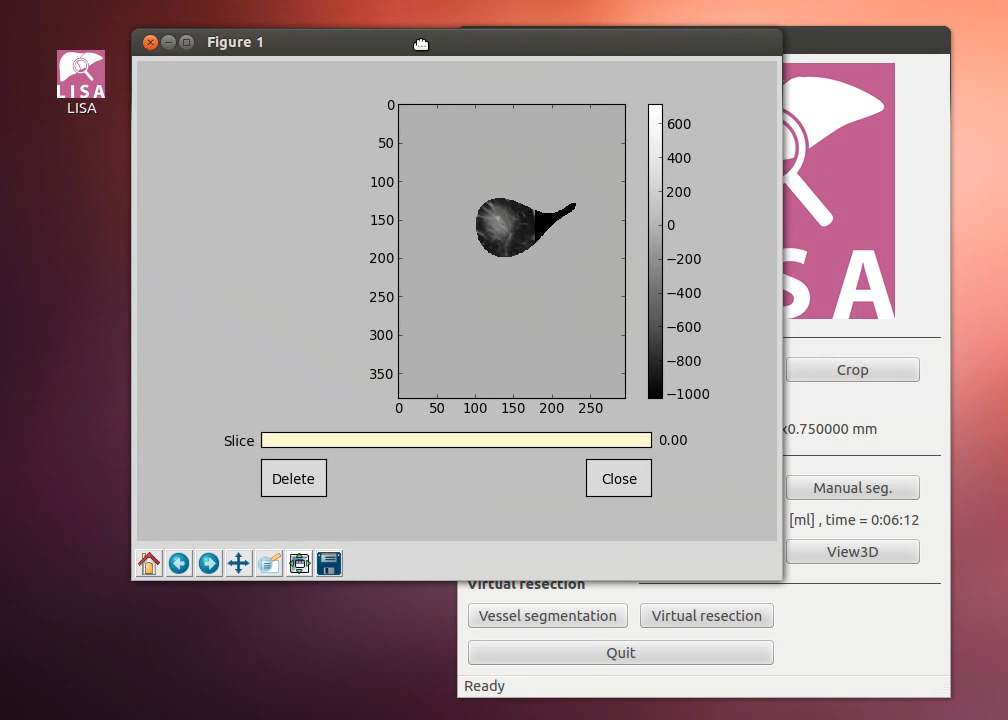 LISA
LISA
Figure 1
0
50
100
150
200
250
300
350
0 50 100 150 200 250
600
400
200
0
−200
−400
−600
−800
−1000
Slice 0.00
Delete Close
SA
Crop
x0.750000 mm
Manual seg.
[ml] , time = 0:06:12
View3D
Virtual resection
Vessel segmentation Virtual resection
Quit
Ready